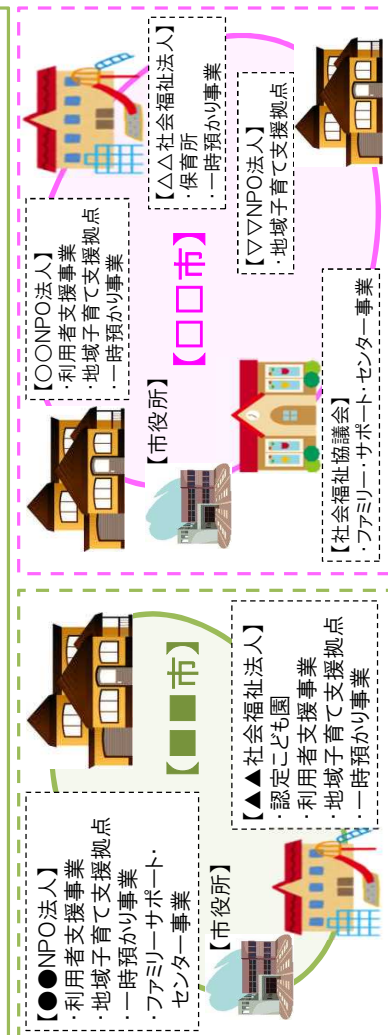 【●●NPO法人】
・利用者支援事業
・地域子育て支援拠点
・一時預かり事業
・ファミリーサポート・
センター事業
【市役所】
【■■市】
【▲▲社会福祉法人】
・認定こども園
・利用者支援事業
・地域子育て支援拠点
・一時預かり事業
【○○NPO法人】
・利用者支援事業
・地域子育て支援拠点
・一時預かり事業
【市役所】
【□□市】
【△△社会福祉法人】
・保育所
・一時預かり事業
【▽▽NPO法人】
・地域子育て支援拠点
【社会福祉協議会】
・ファミリー・サポート・センター事業